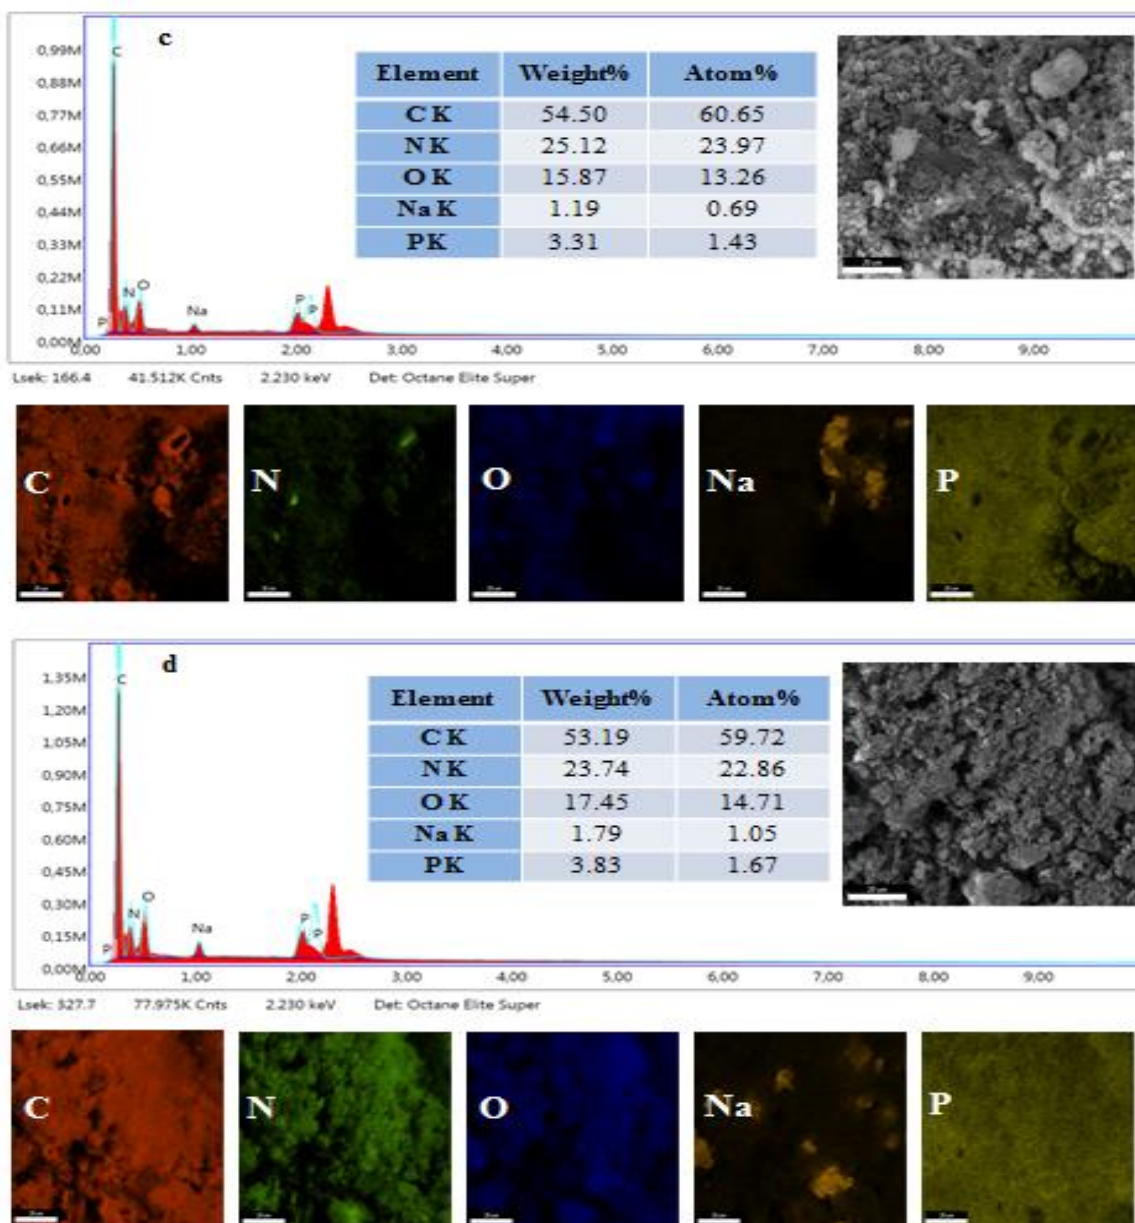 c
0,99M
0,88M
0,77M
0,66M
0,55M
0,44M
0,33M
0,22M
0,11M
0,00M
C
P
N
O
Na
P
P
0,00 1,00 2,00 3,00 4,00 5,00 6,00 7,00 8,00 9,00
Element Weight% Atom%
C K 54.50 60.65
N K 25.12 23.97
O K 15.87 13.26
Na K 1.19 0.69
P K 3.31 1.43
Lsek: 166.4 41.512K Cnts 2.230 keV Det: Octane Elite Super
C N O Na P
d
1,35M
1,20M
1,05M
0,90M
0,75M
0,60M
0,45M
0,30M
0,15M
0,00M
C
P
N
O
Na
P
P
0,00 1,00 2,00 3,00 4,00 5,00 6,00 7,00 8,00 9,00
Element Weight% Atom%
C K 53.19 59.72
N K 23.74 22.86
O K 17.45 14.71
Na K 1.79 1.05
P K 3.83 1.67
Lsek: 327.7 77.975K Cnts 2.230 keV Det: Octane Elite Super
C N O Na P